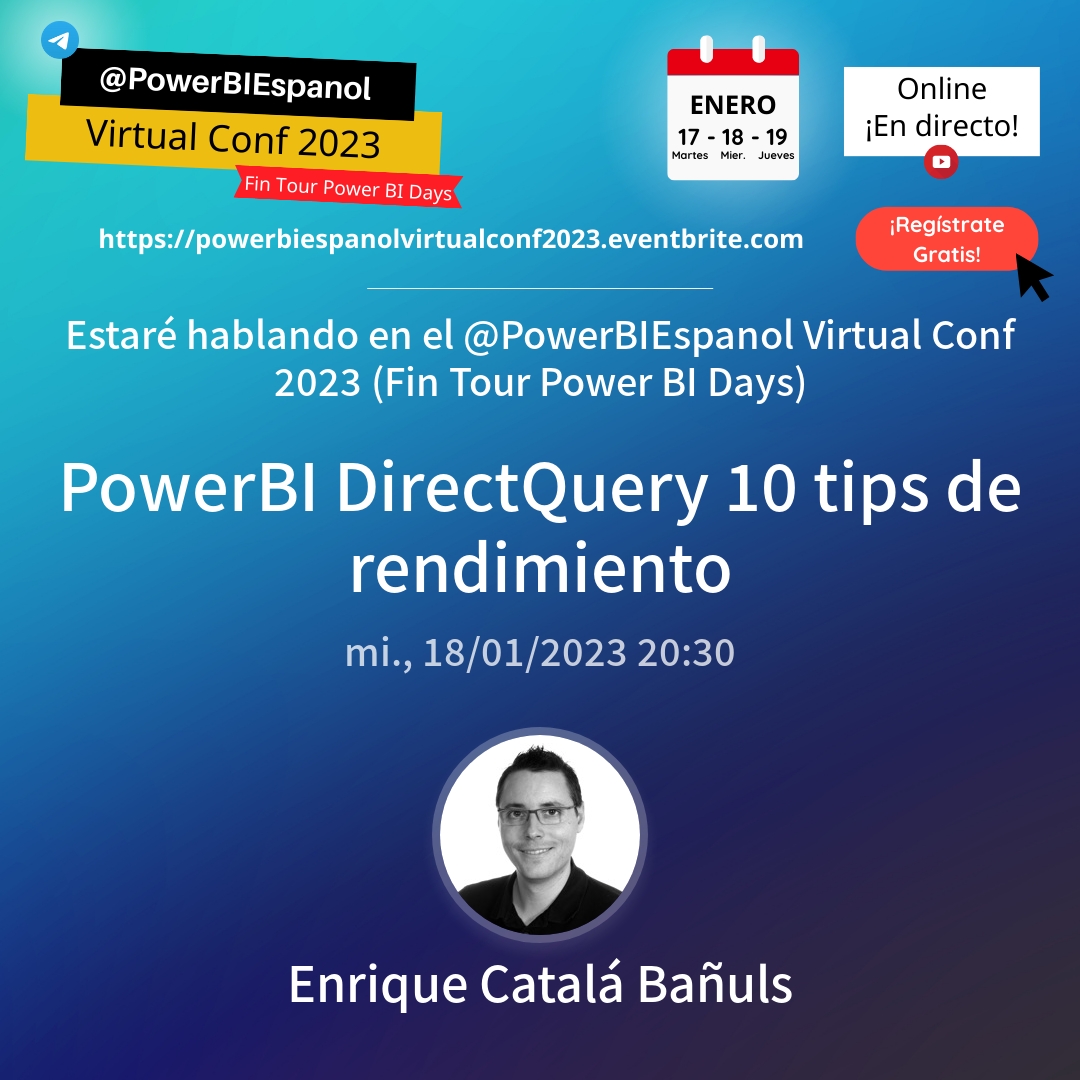 @PowerBIEspanol
Virtual Conf 2023
Fin Tour Power BI Days
ENERO
17 - 18 - 19
Martes Mier. Jueves
Online
¡En directo!
https://powerbiespanolvirtualconf2023.eventbrite.com
¡Regístrate
Gratis!
Estaré hablando en el @PowerBIEspanol Virtual Conf
2023 (Fin Tour Power BI Days)
PowerBI DirectQuery 10 tips de
rendimiento
mi., 18/01/2023 20:30
Enrique Catalá Bañuls